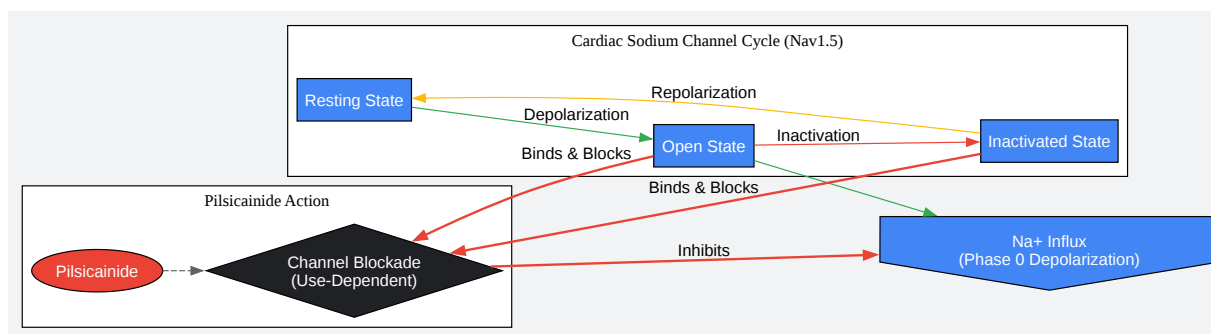 Cardiac Sodium Channel Cycle (Nav1.5)
Repolarization
Resting State
Depolarization
Open State
Inactivation
Inactivated State
Binds & Blocks
Binds & Blocks
Pilsicainide Action
Pilsicainide
Channel Blockade
(Use-Dependent)
Inhibits
Na+ Influx
(Phase 0 Depolarization)